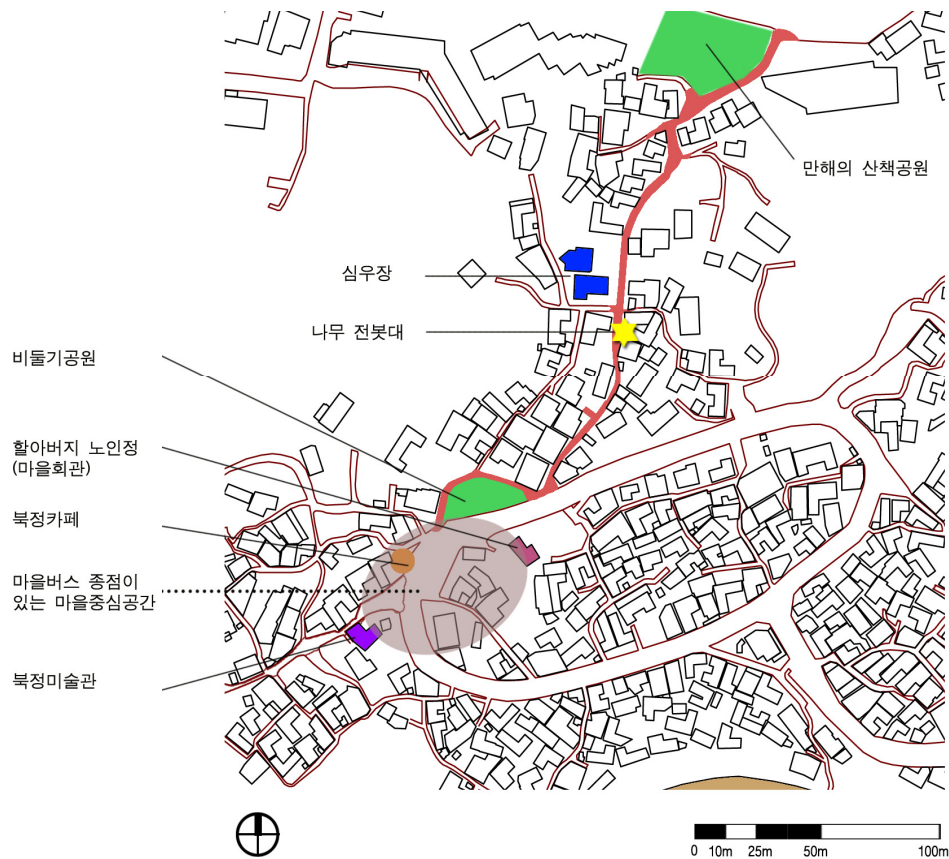 만해의 산책공원
심우장
나무 전봇대
비둘기공원
할아버지 노인정
(마을회관)
북정카페
마을버스 종점이
있는 마을중심공간
북정미술관
0 10m 25m 50m 100m